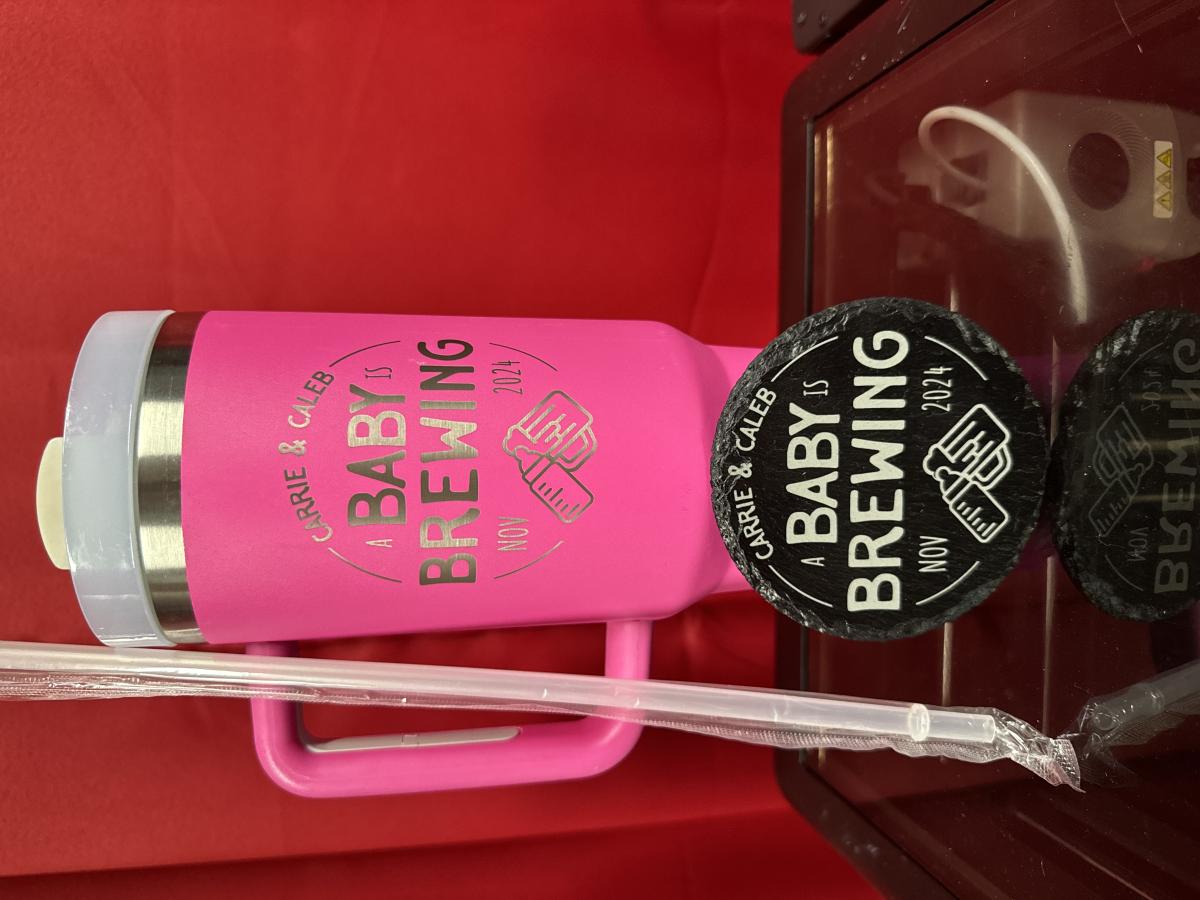 CARRIE & CALEB
A BABY IS
BREWING
NOV 2024
CARRIE & CALEB
A BABY IS
BREWING
NOV 2024